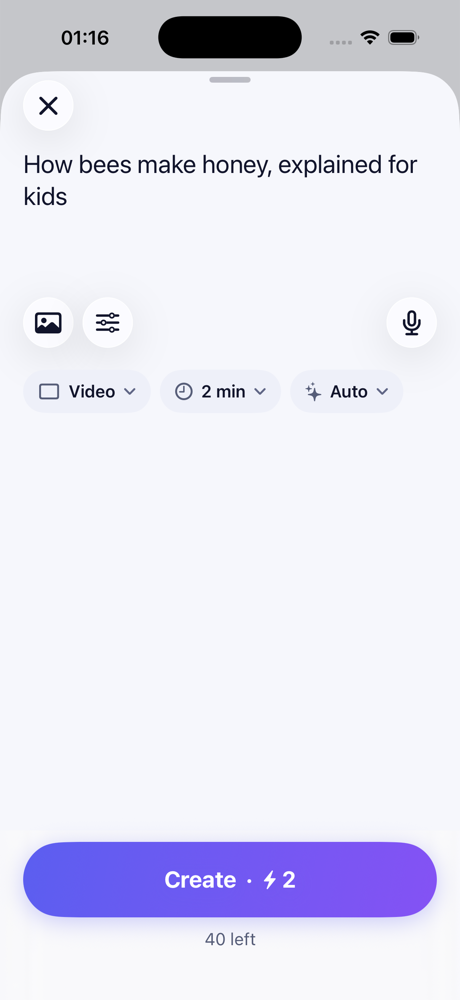 01:16
How bees make honey, explained for
kids
Video
2 min
Auto
Create · 2
40 left